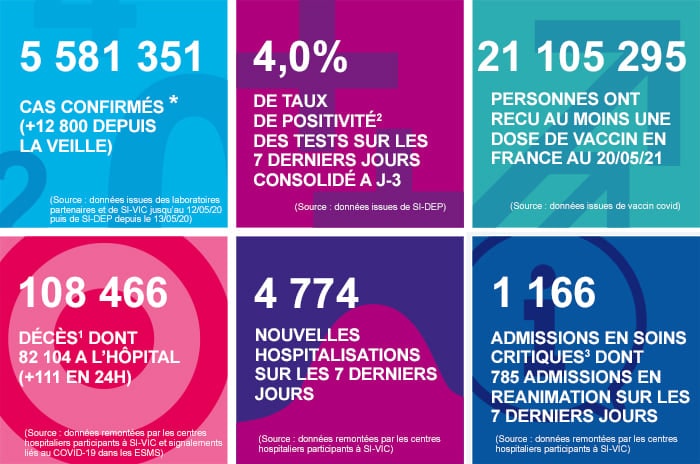 5 581 351
CAS CONFIRMÉS *
(+12 800 DEPUIS
LA VEILLE)
(Source : données issues des laboratoires
partenaires et de SI-VIC jusqu'au 12/05/20
puis de SI-DEP depuis le 13/05/20)
4,0%
DE TAUX
DE POSITIVITÉ²
DES TESTS SUR LES
7 DERNIERS JOURS
CONSOLIDÉ A J-3
(Source : données issues de SI-DEP)
21 105 295
PERSONNES ONT
RECU AU MOINS UNE
DOSE DE VACCIN EN
FRANCE AU 20/05/21
(Source : données issues de vaccin covid)
108 466
DÉCÈS¹ DONT
82 104 A L'HÔPITAL
(+111 EN 24H)
(Source : données remontées par les centres
hospitaliers participants à SI-VIC et signalements
liés au COVID-19 dans les ESMS)
4 774
NOUVELLES
HOSPITALISATIONS
SUR LES 7 DERNIERS
JOURS
(Source : données remontées par les centres
hospitaliers participants à SI-VIC)
1 166
ADMISSIONS EN SOINS
CRITIQUES³ DONT
785 ADMISSIONS EN
REANIMATION SUR LES
7 DERNIERS JOURS
(Source : données remontées par les centres
hospitaliers participants à SI-VIC)